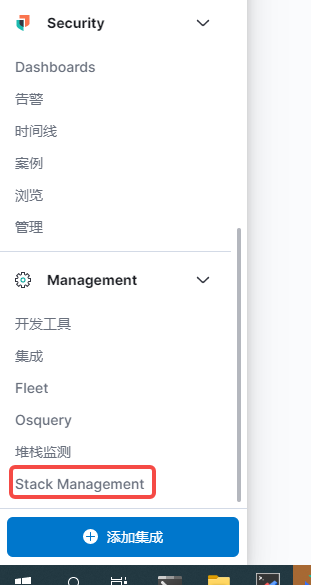 Security
Dashboards
告警
时间线
案例
浏览
管理
Management
开发工具
集成
Fleet
Osquery
堆栈监测
Stack Management
添加集成